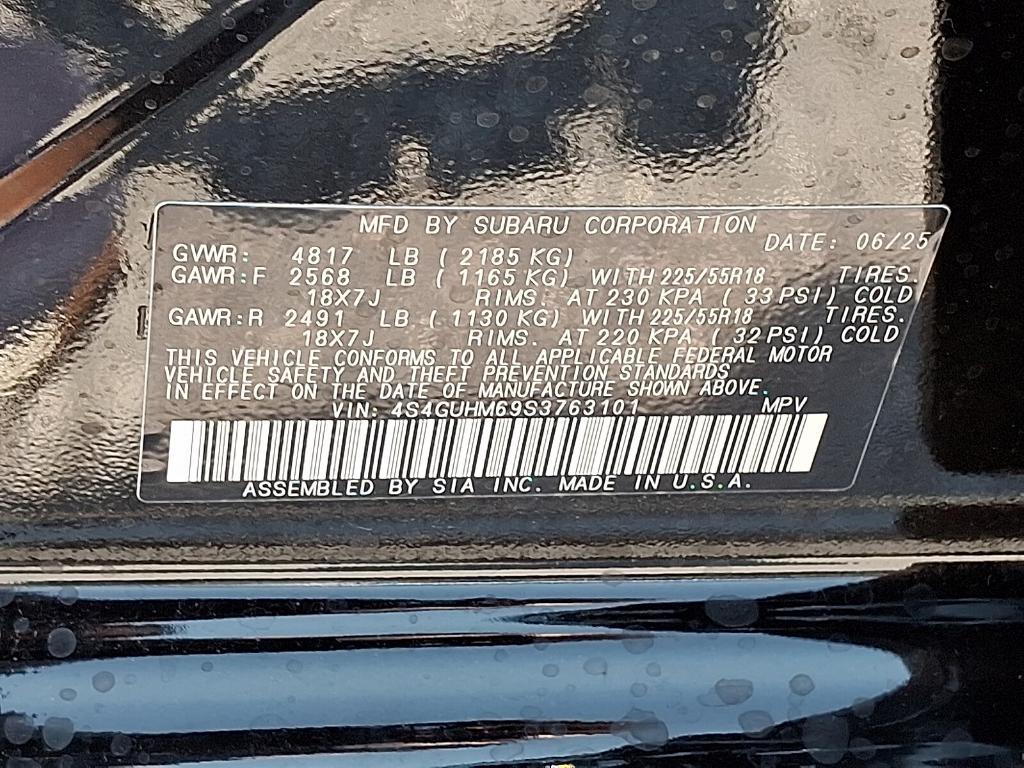 MFD BY SUBARU CORPORATION
DATE: 06/25
GVWR: 4817 LB ( 2185 KG)
GAWR:F 2568 LB ( 1165 KG) WITH 225/55R18 TIRES.
18X7J RIMS. AT 230 KPA ( 33 PSI) COLD
GAWR:R 2491 LB ( 1130 KG) WITH 225/55R18 TIRES.
18X7J RIMS. AT 220 KPA ( 32 PSI) COLD
THIS VEHICLE CONFORMS TO ALL APPLICABLE FEDERAL MOTOR
VEHICLE SAFETY AND THEFT PREVENTION STANDARDS
IN EFFECT ON THE DATE OF MANUFACTURE SHOWN ABOVE.
VIN: 4S4GUHM69S3763101 MPV
ASSEMBLED BY SIA INC. MADE IN U.S.A.